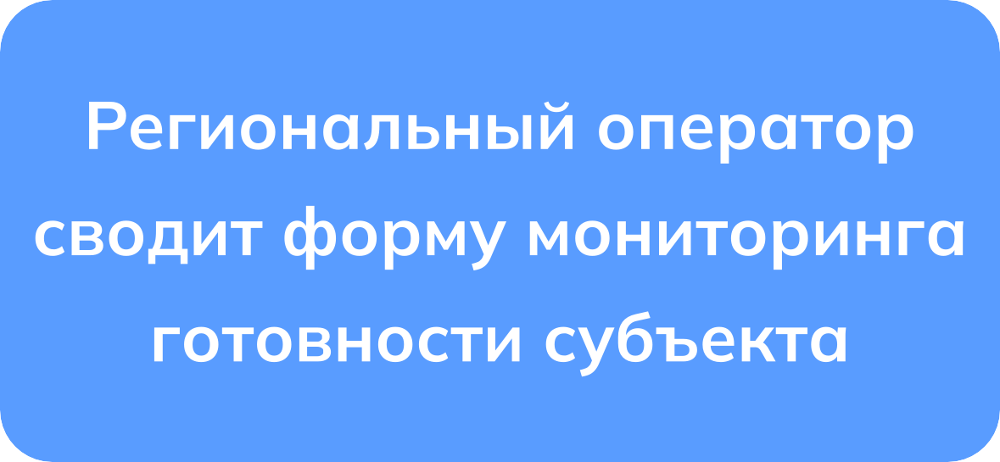 Региональный оператор
сводит форму мониторинга
готовности субъекта